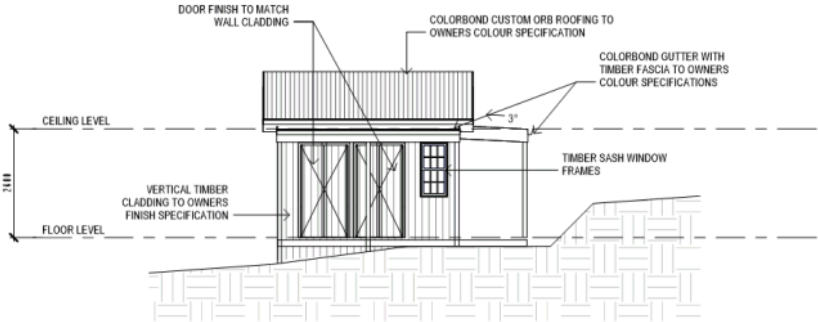 DOOR FINISH TO MATCH
WALL CLADDING
COLORBOND CUSTOM ORB ROOFING TO
OWNERS COLOUR SPECIFICATION
COLORBOND GUTTER WITH
TIMBER FASCIA TO OWNERS
COLOUR SPECIFICATIONS
CEILING LEVEL
3°
TIMBER SASH WINDOW
FRAMES
2400
VERTICAL TIMBER
CLADDING TO OWNERS
FINISH SPECIFICATION
FLOOR LEVEL